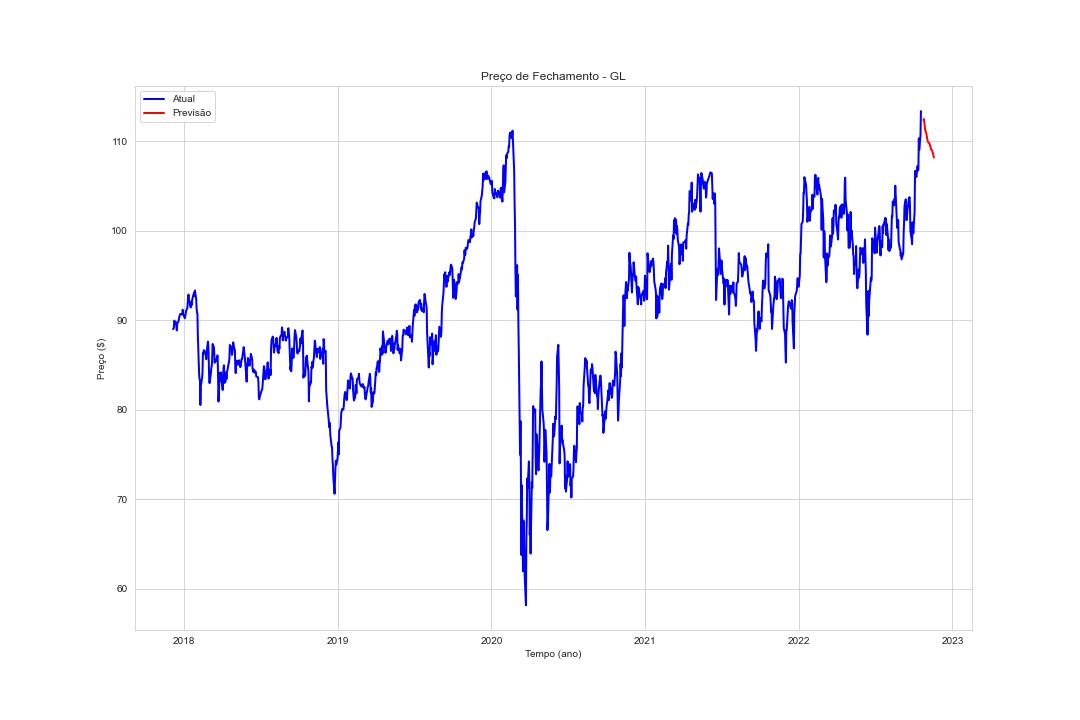 Preço de Fechamento - GL
Atual
Previsão
110
100
90
80
70
60
Preço ($)
2018 2019 2020 2021 2022 2023
Tempo (ano)